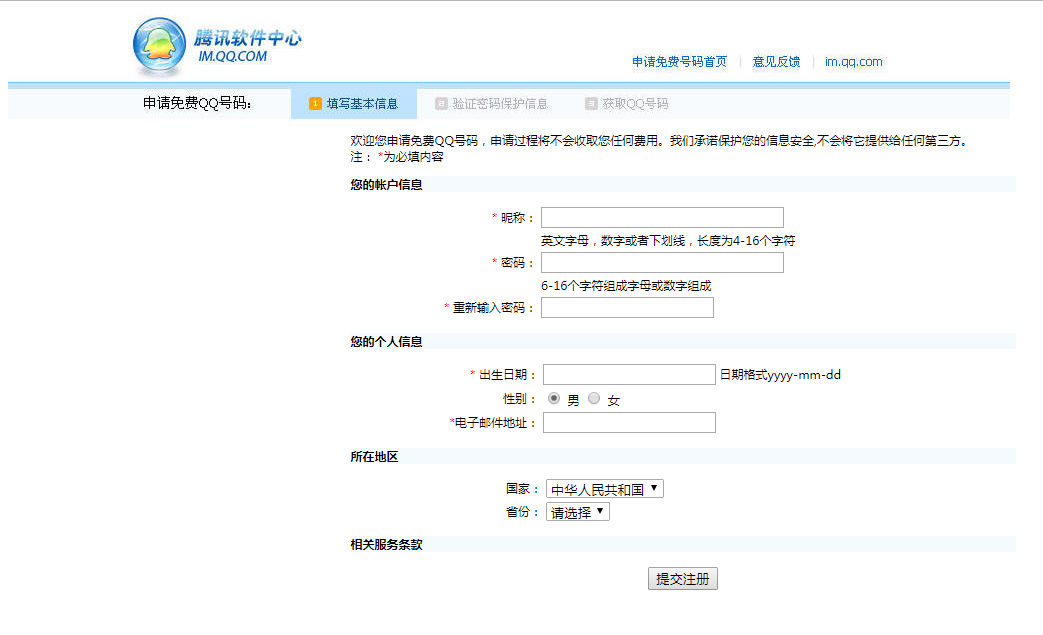 腾讯软件中心
IM.QQ.COM
申请免费号码首页 | 意见反馈 | im.qq.com
申请免费QQ号码： 1 填写基本信息 2 验证密码保护信息 3 获取QQ号码
欢迎您申请免费QQ号码，申请过程将不会收取您任何费用。我们承诺保护您的信息安全,不会将它提供给任何第三方。
注： *为必填内容
您的帐户信息
* 昵称：
英文字母，数字或者下划线，长度为4-16个字符
* 密码：
6-16个字符组成字母或数字组成
* 重新输入密码：
您的个人信息
* 出生日期： 日期格式yyyy-mm-dd
性别： 男 女
*电子邮件地址：
所在地区
国家： 中华人民共和国
省份： 请选择
相关服务条款
提交注册